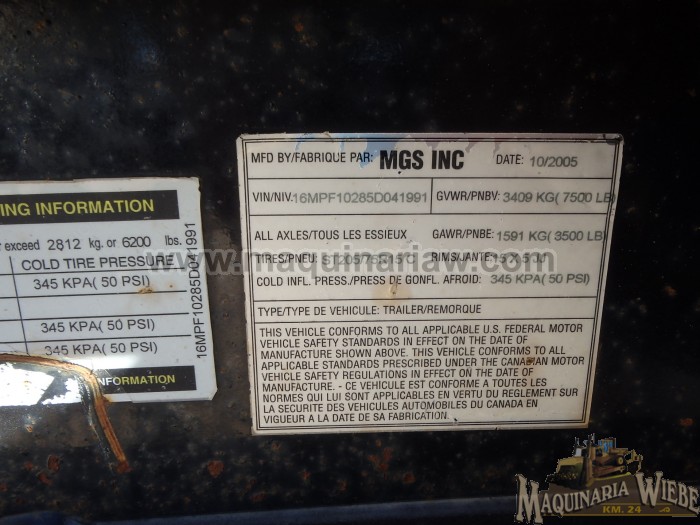 ING INFORMATION
r exceed 2812 kg. or 6200 lbs.
COLD TIRE PRESSURE
345 KPA( 50 PSI)
345 KPA( 50 PSI)
345 KPA( 50 PSI)
INFORMATION
16MPF10285D041991
MFD BY/FABRIQUE PAR: MGS INC DATE: 10/2005
VIN/NIV. 16MPF10285D041991 GVWR/PNBV: 3409 KG( 7500 LB)
ALL AXLES/TOUS LES ESSIEUX GAWR/PNBE: 1591 KG( 3500 LB)
TIRES/PNEU: ST205/75R15 C RIMS/JANTE: 15 X 5.0J
COLD INFL. PRESS./PRESS DE GONFL. AFROID: 345 KPA( 50 PSI)
TYPE/TYPE DE VEHICULE: TRAILER/REMORQUE
THIS VEHICLE CONFORMS TO ALL APPLICABLE U.S. FEDERAL MOTOR
VEHICLE SAFETY STANDARDS IN EFFECT ON THE DATE OF
MANUFACTURE SHOWN ABOVE. THIS VEHICLE CONFORMS TO ALL
APPLICABLE STANDARDS PRESCRIBED UNDER THE CANADIAN MOTOR
VEHICLE SAFETY REGULATIONS IN EFFECT ON THE DATE OF
MANUFACTURE. - CE VEHICULE EST CONFORME A TOUTES LES
NORMES QUI LUI SONT APPLICABLES EN VERTU DU REGLEMENT SUR
LA SECURITE DES VEHICULES AUTOMOBILES DU CANADA EN
VIGUEUR A LA DATE DE SA FABRICATION.
www.maquinariaw.com
MAQUINARIA WIEBE
KM. 24